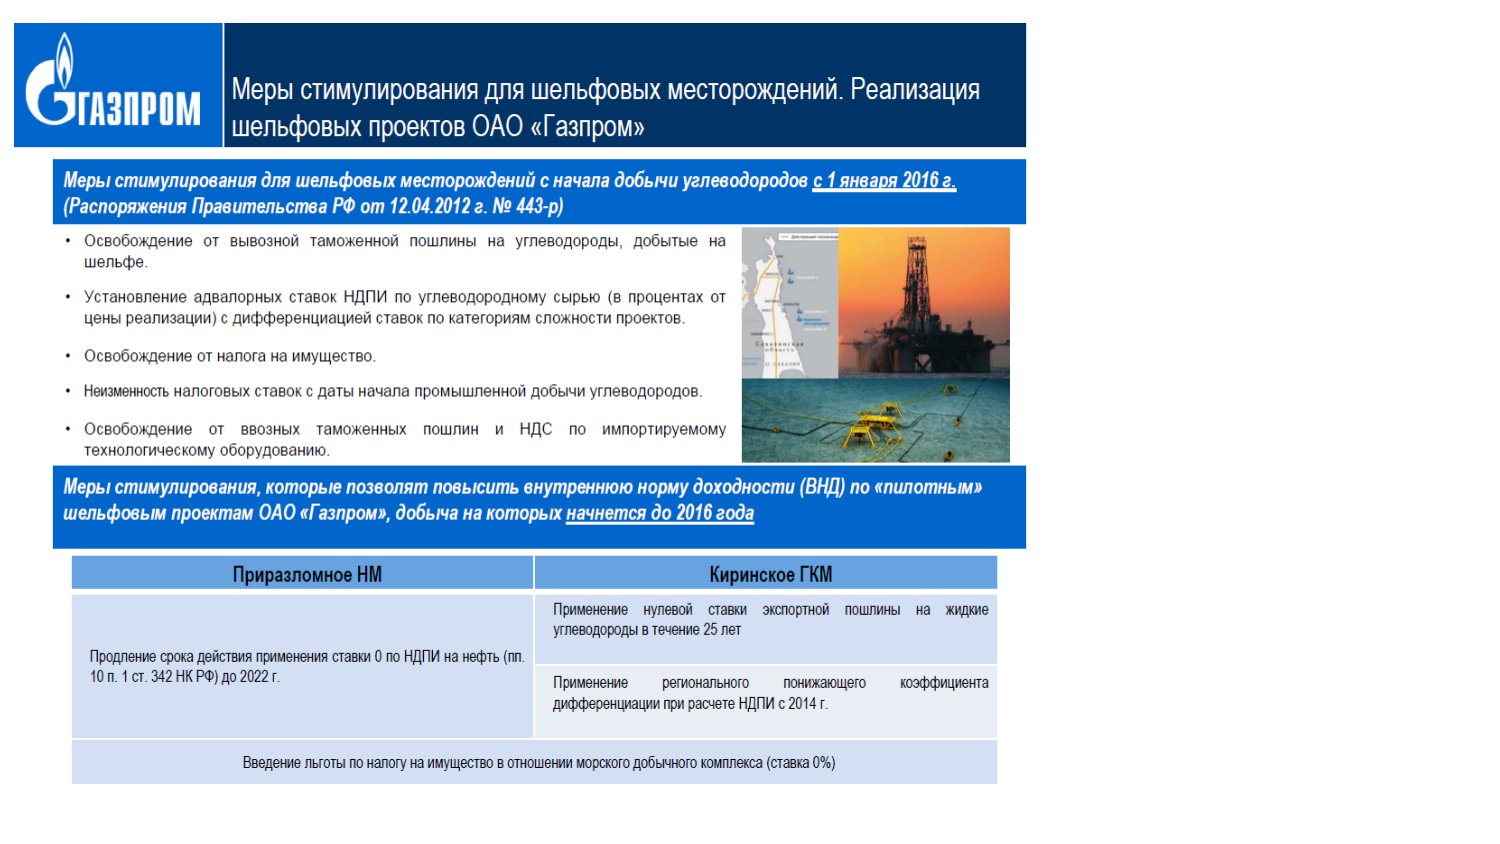 ГАЗПРОМ
Меры стимулирования для шельфовых месторождений. Реализация
шельфовых проектов ОАО «Газпром»
Меры стимулирования для шельфовых месторождений с начала добычи углеводородов с 1 января 2016 г.
(Распоряжения Правительства РФ от 12.04.2012 г. № 443-р)
• Освобождение от вывозной таможенной пошлины на углеводороды, добытые на
шельфе.
• Установление адвалорных ставок НДПИ по углеводородному сырью (в процентах от
цены реализации) с дифференциацией ставок по категориям сложности проектов.
• Освобождение от налога на имущество.
• Неизменность налоговых ставок с даты начала промышленной добычи углеводородов.
• Освобождение от ввозных таможенных пошлин и НДС по импортируемому
технологическому оборудованию.
Сахалинская
область
Меры стимулирования, которые позволят повысить внутреннюю норму доходности (ВНД) по «пилотным»
шельфовым проектам ОАО «Газпром», добыча на которых начнется до 2016 года
Приразломное НМ
Киринское ГКМ
Продление срока действия применения ставки 0 по НДПИ на нефть (пп.
10 п. 1 ст. 342 НК РФ) до 2022 г.
Применение нулевой ставки экспортной пошлины на жидкие
углеводороды в течение 25 лет
Применение регионального понижающего коэффициента
дифференциации при расчете НДПИ с 2014 г.
Введение льготы по налогу на имущество в отношении морского добычного комплекса (ставка 0%)